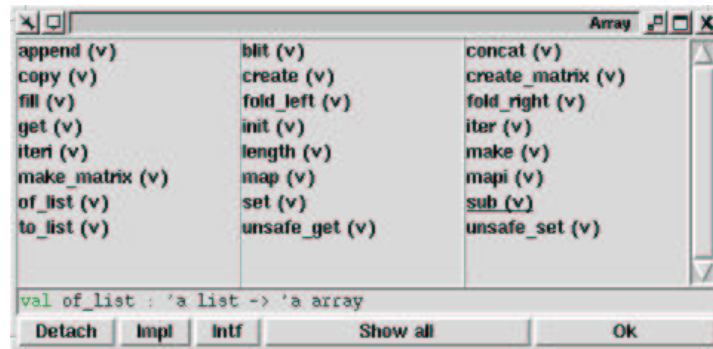 Array
append (v) blit (v) concat (v)
copy (v) create (v) create_matrix (v)
fill (v) fold_left (v) fold_right (v)
get (v) init (v) iter (v)
iteri (v) length (v) make (v)
make_matrix (v) map (v) mapi (v)
of_list (v) set (v) sub (v)
to_list (v) unsafe_get (v) unsafe_set (v)
val of_list : 'a list -> 'a array
Detach Impl Intf Show all Ok